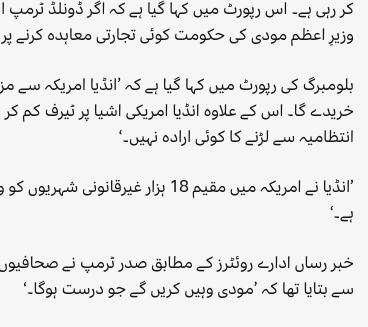 کر رہی ہے۔ اس رپورٹ میں کہا گیا ہے کہ اگر ڈونلڈ ٹرمپ
وزیرِ اعظم مودی کی حکومت کوئی تجارتی معاہدہ کرنے پر
بلومبرگ کی رپورٹ میں کہا گیا ہے کہ ’انڈیا امریکہ سے
خریدے گا۔ اس کے علاوہ انڈیا امریکی اشیا پر ٹیرف کم کر
انتظامیہ سے لڑنے کا کوئی ارادہ نہیں۔‘
’انڈیا نے امریکہ میں مقیم 18 ہزار غیرقانونی شہریوں کو
ہے۔‘
خبر رساں ادارے روئٹرز کے مطابق صدر ٹرمپ نے صحافیوں
سے بتایا تھا کہ ’مودی وہیں کریں گے جو درست ہوگا۔‘